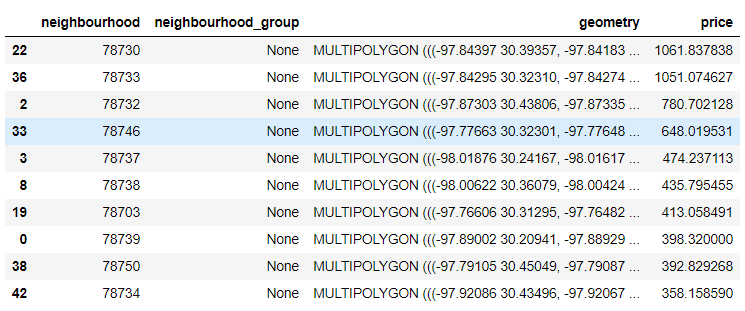 neighbourhood neighbourhood_group geometry price
22 78730 None MULTIPOLYGON (((-97.84397 30.39357, -97.84183 ... 1061.837838
36 78733 None MULTIPOLYGON (((-97.84295 30.32310, -97.84274 ... 1051.074627
2 78732 None MULTIPOLYGON (((-97.87303 30.43806, -97.87335 ... 780.702128
33 78746 None MULTIPOLYGON (((-97.77663 30.32301, -97.77648 ... 648.019531
3 78737 None MULTIPOLYGON (((-98.01876 30.24167, -98.01617 ... 474.237113
8 78738 None MULTIPOLYGON (((-98.00622 30.36079, -98.00424 ... 435.795455
19 78703 None MULTIPOLYGON (((-97.76606 30.31295, -97.76482 ... 413.058491
0 78739 None MULTIPOLYGON (((-97.89002 30.20941, -97.88929 ... 398.320000
38 78750 None MULTIPOLYGON (((-97.79105 30.45049, -97.79087 ... 392.829268
42 78734 None MULTIPOLYGON (((-97.92086 30.43496, -97.92067 ... 358.158590